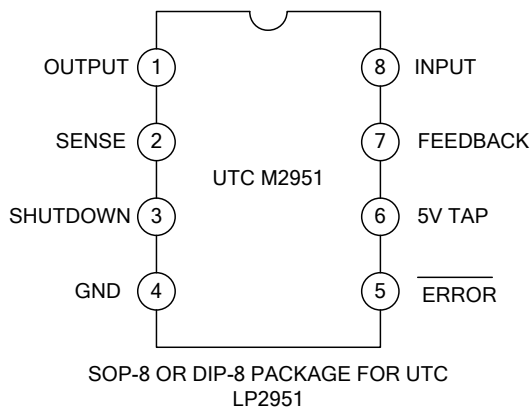 OUTPUT 1 8 INPUT
SENSE 2 7 FEEDBACK
UTC M2951
SHUTDOWN 3 6 5V TAP
GND 4 5 ERROR
SOP-8 OR DIP-8 PACKAGE FOR UTC
LP2951